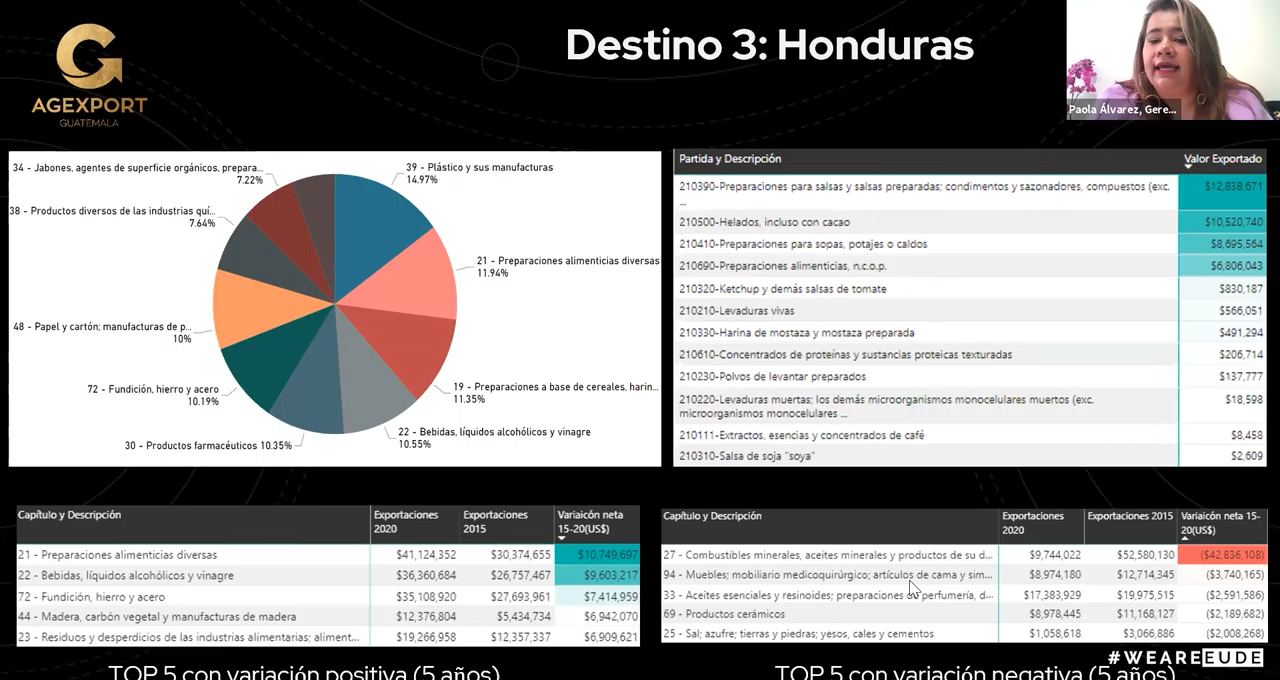 Destino 3: Honduras
AGEXPORT
GUATEMALA
Paola Álvarez, Gere...
34 - Jabones, agentes de superficie orgánicos, prepara...
7.22%
39 - Plástico y sus manufacturas
14.97%
38 - Productos diversos de las industrias quí...
7.64%
21 - Preparaciones alimenticias diversas
11.94%
48 - Papel y cartón; manufacturas de p...
10%
19 - Preparaciones a base de cereales, harin...
11.35%
72 - Fundición, hierro y acero
10.19%
22 - Bebidas, líquidos alcohólicos y vinagre
10.55%
30 - Productos farmacéuticos 10.35%
Partida y Descripción Valor Exportado
210390-Preparaciones para salsas y salsas preparadas; condimentos y sazonadores, compuestos (exc. $12,838,671
...
210500-Helados, incluso con cacao $10,520,740
210410-Preparaciones para sopas, potajes o caldos $8,695,564
210690-Preparaciones alimenticias, n.c.o.p. $6,806,043
210320-Ketchup y demás salsas de tomate $830,187
210210-Levaduras vivas $566,051
210330-Harina de mostaza y mostaza preparada $491,294
210610-Concentrados de proteínas y sustancias proteicas texturadas $206,714
210230-Polvos de levantar preparados $137,777
210220-Levaduras muertas; los demás microorganismos monocelulares muertos (exc. $18,598
microorganismos monocelulares ...
210111-Extractos, esencias y concentrados de café $8,458
210310-Salsa de soja "soya" $2,609
Capítulo y Descripción Exportaciones 2020 Exportaciones 2015 Variaicón neta 15-20(US$)
21 - Preparaciones alimenticias diversas $41,124,352 $30,374,655 $10,749,697
22 - Bebidas, líquidos alcohólicos y vinagre $36,360,684 $26,757,467 $9,603,217
72 - Fundición, hierro y acero $35,108,920 $27,693,961 $7,414,959
44 - Madera, carbón vegetal y manufacturas de madera $12,376,804 $5,434,734 $6,942,070
23 - Residuos y desperdicios de las industrias alimentarias; aliment... $19,266,958 $12,357,337 $6,909,621
TOP 5 con variación positiva (5 años)
Capítulo y Descripción Exportaciones 2020 Exportaciones 2015 Variaicón neta 15-20(US$)
27 - Combustibles minerales, aceites minerales y productos de su d... $9,744,022 $52,580,130 ($42,836,108)
94 - Muebles; mobiliario medicoquirúrgico; artículos de cama y sim... $8,974,180 $12,714,345 ($3,740,165)
33 - Aceites esenciales y resinoides; preparaciones de perfumería, d... $17,383,929 $19,975,515 ($2,591,586)
69 - Productos cerámicos $8,978,445 $11,168,127 ($2,189,682)
25 - Sal; azufre; tierras y piedras; yesos, cales y cementos $1,058,618 $3,066,886 ($2,008,268)
#WEAREEUDE
TOP 5 con variación negativa (5 años)